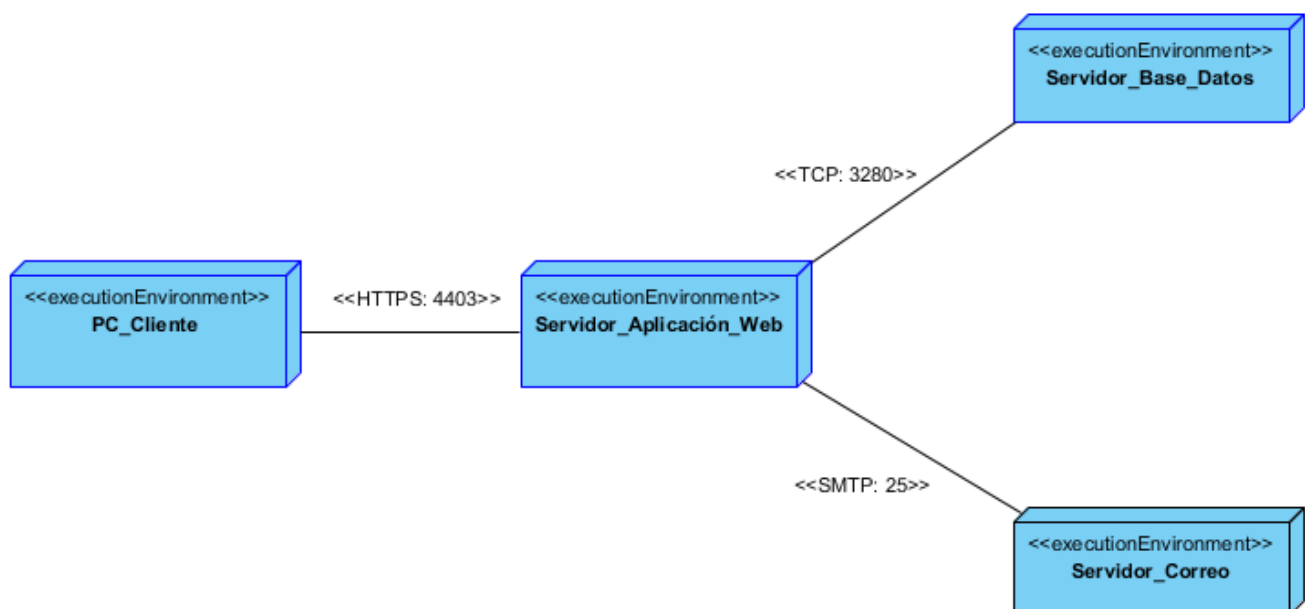 <<executionEnvironment>>
Servidor_Base_Datos
<<TCP: 3280>>
<<executionEnvironment>>
PC_Cliente
<<HTTPS: 4403>>
<<executionEnvironment>>
Servidor_Aplicación_Web
<<SMTP: 25>>
<<executionEnvironment>>
Servidor_Correo